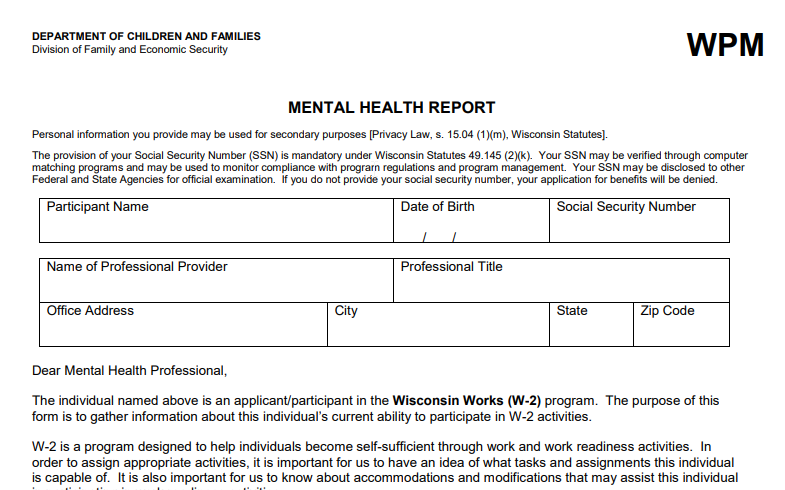 DEPARTMENT OF CHILDREN AND FAMILIES
Division of Family and Economic Security
WPM
MENTAL HEALTH REPORT
Personal information you provide may be used for secondary purposes [Privacy Law, s. 15.04 (1)(m), Wisconsin Statutes].
The provision of your Social Security Number (SSN) is mandatory under Wisconsin Statutes 49.145 (2)(k). Your SSN may be verified through computer
matching programs and may be used to monitor compliance with program regulations and program management. Your SSN may be disclosed to other
Federal and State Agencies for official examination. If you do not provide your social security number, your application for benefits will be denied.
Participant Name
Date of Birth
Social Security Number
/ /
Name of Professional Provider
Professional Title
Office Address
City
State
Zip Code
Dear Mental Health Professional,
The individual named above is an applicant/participant in the Wisconsin Works (W-2) program. The purpose of this
form is to gather information about this individual's current ability to participate in W-2 activities.
W-2 is a program designed to help individuals become self-sufficient through work and work readiness activities. In
order to assign appropriate activities, it is important for us to have an idea of what tasks and assignments this individual
is capable of. It is also important for us to know about accommodations and modifications that may assist this individual